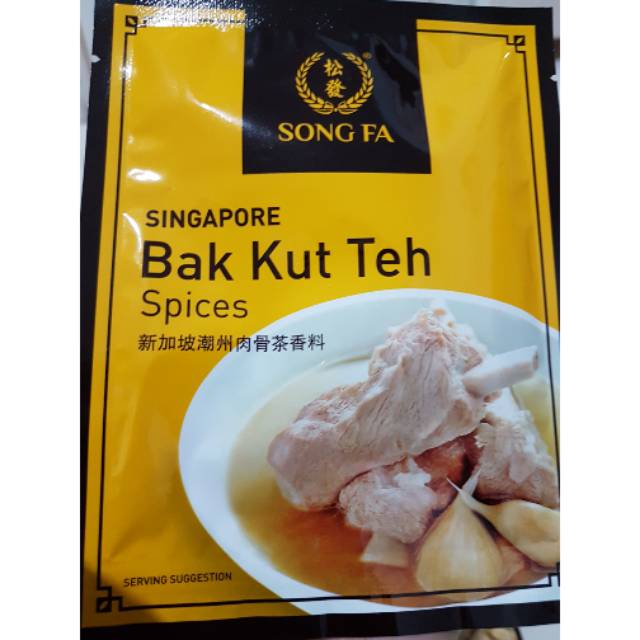 松
發
®
SONG FA
SINGAPORE
Bak Kut Teh
Spices
新加坡潮州肉骨茶香料
SERVING SUGGESTION